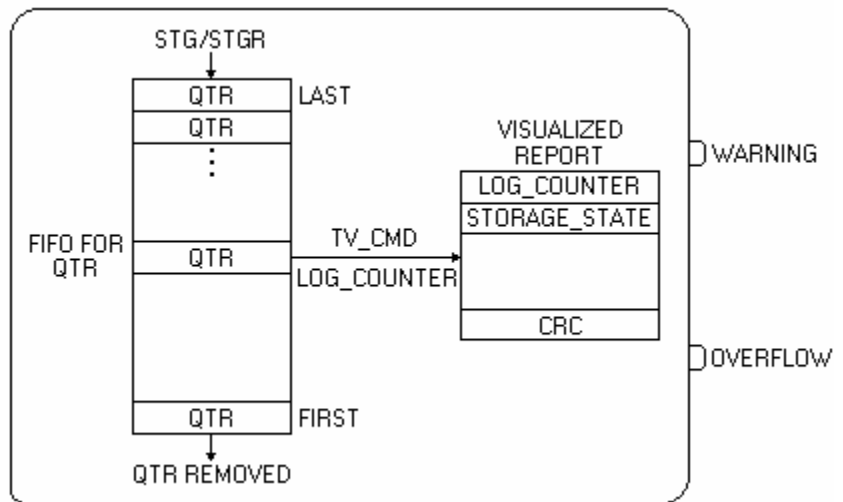 STG/STGR
QTR
LAST
QTR
VISUALIZED
REPORT
WARNING
LOG_COUNTER
STORAGE_STATE
FIFO FOR
QTR
QTR
TV_CMD
LOG_COUNTER
CRC
OVERFLOW
QTR
FIRST
QTR REMOVED